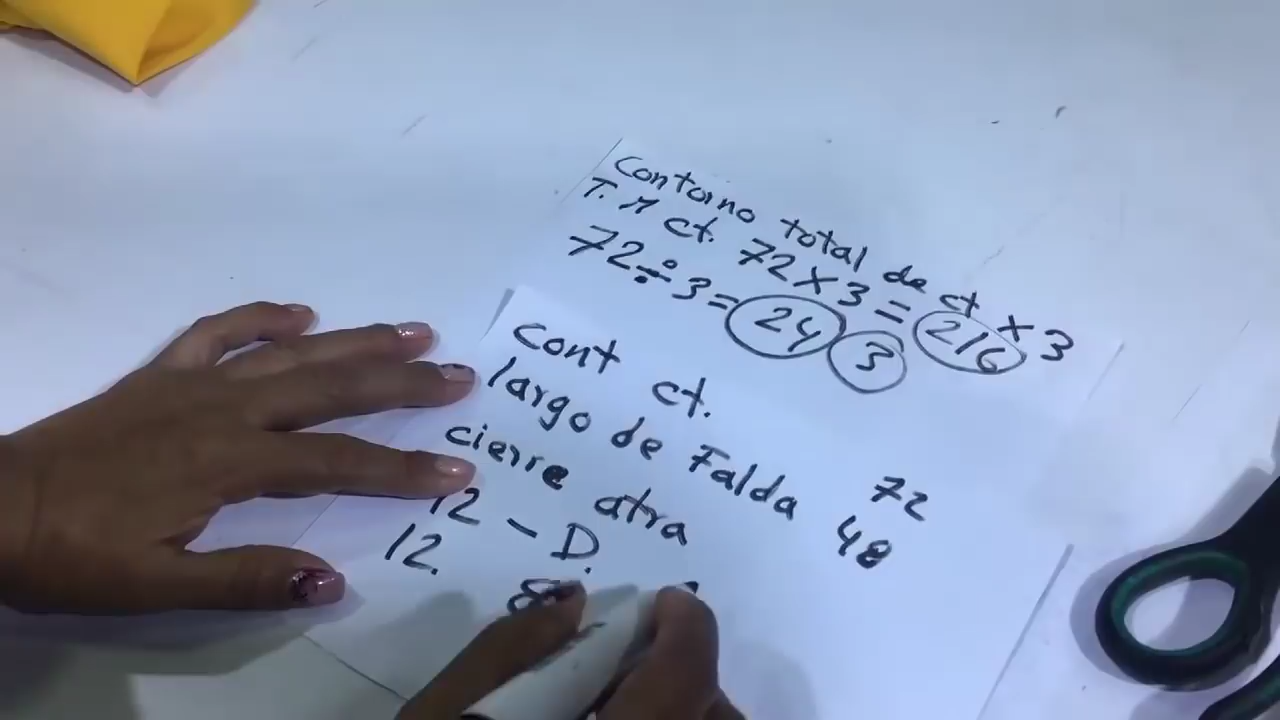 Contorno total de ct x 3
T. M ct. 72 x 3 = 216
72 ÷ 3 = 24 3
Cont ct. 72
largo de Falda 48
cierre atra
12 - D.
12. 8